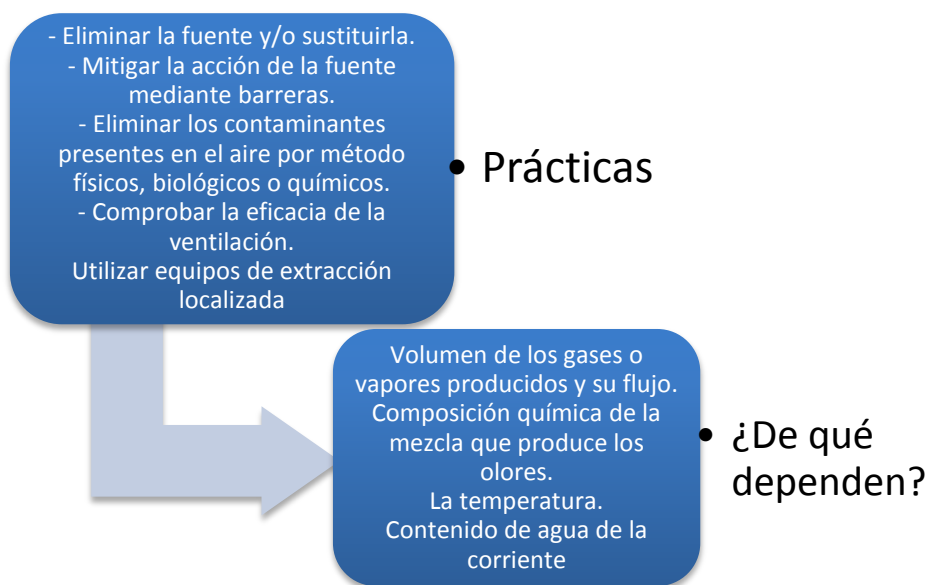 - Eliminar la fuente y/o sustituirla.
- Mitigar la acción de la fuente
mediante barreras.
- Eliminar los contaminantes
presentes en el aire por método
físicos, biológicos o químicos.
- Comprobar la eficacia de la
ventilación.
Utilizar equipos de extracción
localizada
• Prácticas
Volumen de los gases o
vapores producidos y su flujo.
Composición química de la
mezcla que produce los
olores.
La temperatura.
Contenido de agua de la
corriente
• ¿De qué
dependen?